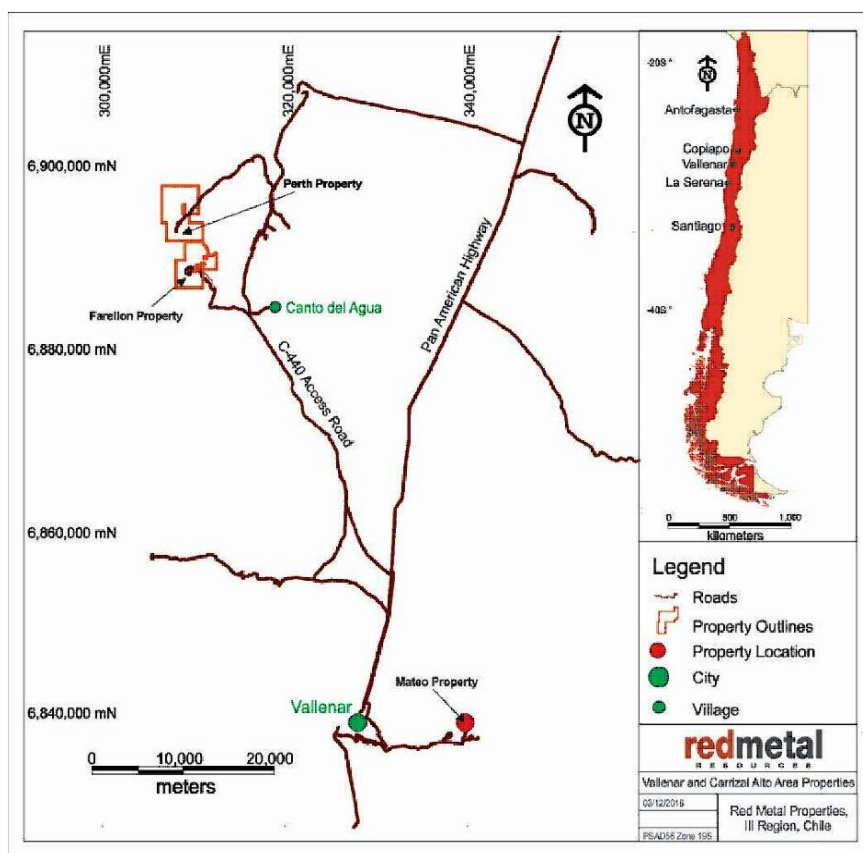 300,000mE
320,000mE
340,000mE
N
6,900,000 mN
6,880,000 mN
6,860,000 mN
6,840,000 mN
Perth Property
Farellon Property
Canto del Agua
C-440 Access Road
Pan American Highway
Vallenar
Mateo Property
0 10,000 20,000
meters
N
-20S °
Antofagasta
Copiapo
Vallenar
La Serena
Santiago
-40S °
0 500 1,000
kilometers
Legend
Roads
Property Outlines
Property Location
City
Village
redmetal
RESOURCES
Vallenar and Carrizal Alto Area Properties
03/12/2016
PSAD56 Zone 19S
Red Metal Properties,
III Region, Chile